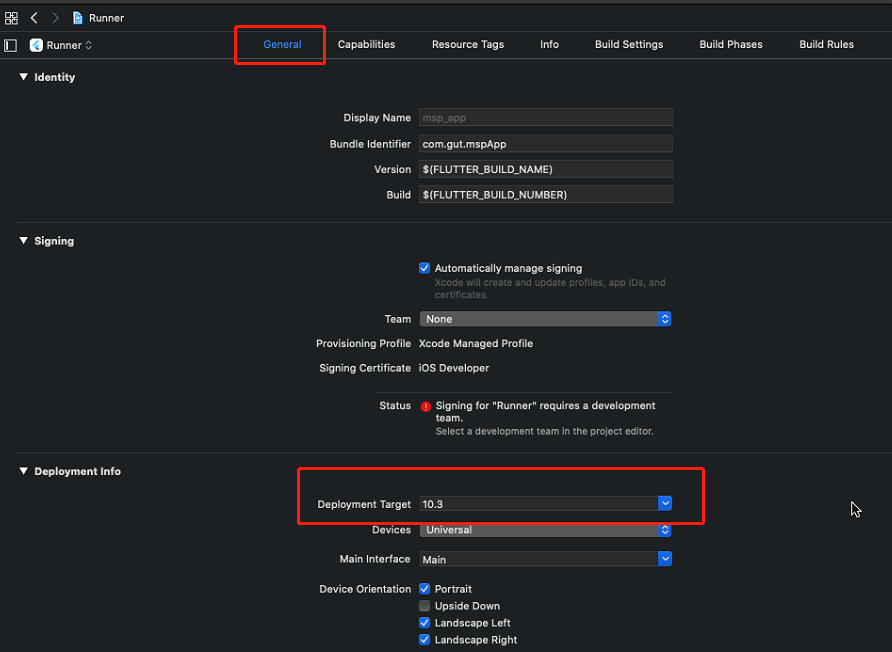 Runner
Runner
General
Capabilities
Resource Tags
Info
Build Settings
Build Phases
Build Rules
Identity
Display Name msp_app
Bundle Identifier com.gut.mspApp
Version $(FLUTTER_BUILD_NAME)
Build $(FLUTTER_BUILD_NUMBER)
Signing
Automatically manage signing
Xcode will create and update profiles, app IDs, and
certificates.
Team None
Provisioning Profile Xcode Managed Profile
Signing Certificate iOS Developer
Status Signing for "Runner" requires a development
team.
Select a development team in the project editor.
Deployment Info
Deployment Target 10.3
Devices Universal
Main Interface Main
Device Orientation Portrait
Upside Down
Landscape Left
Landscape Right